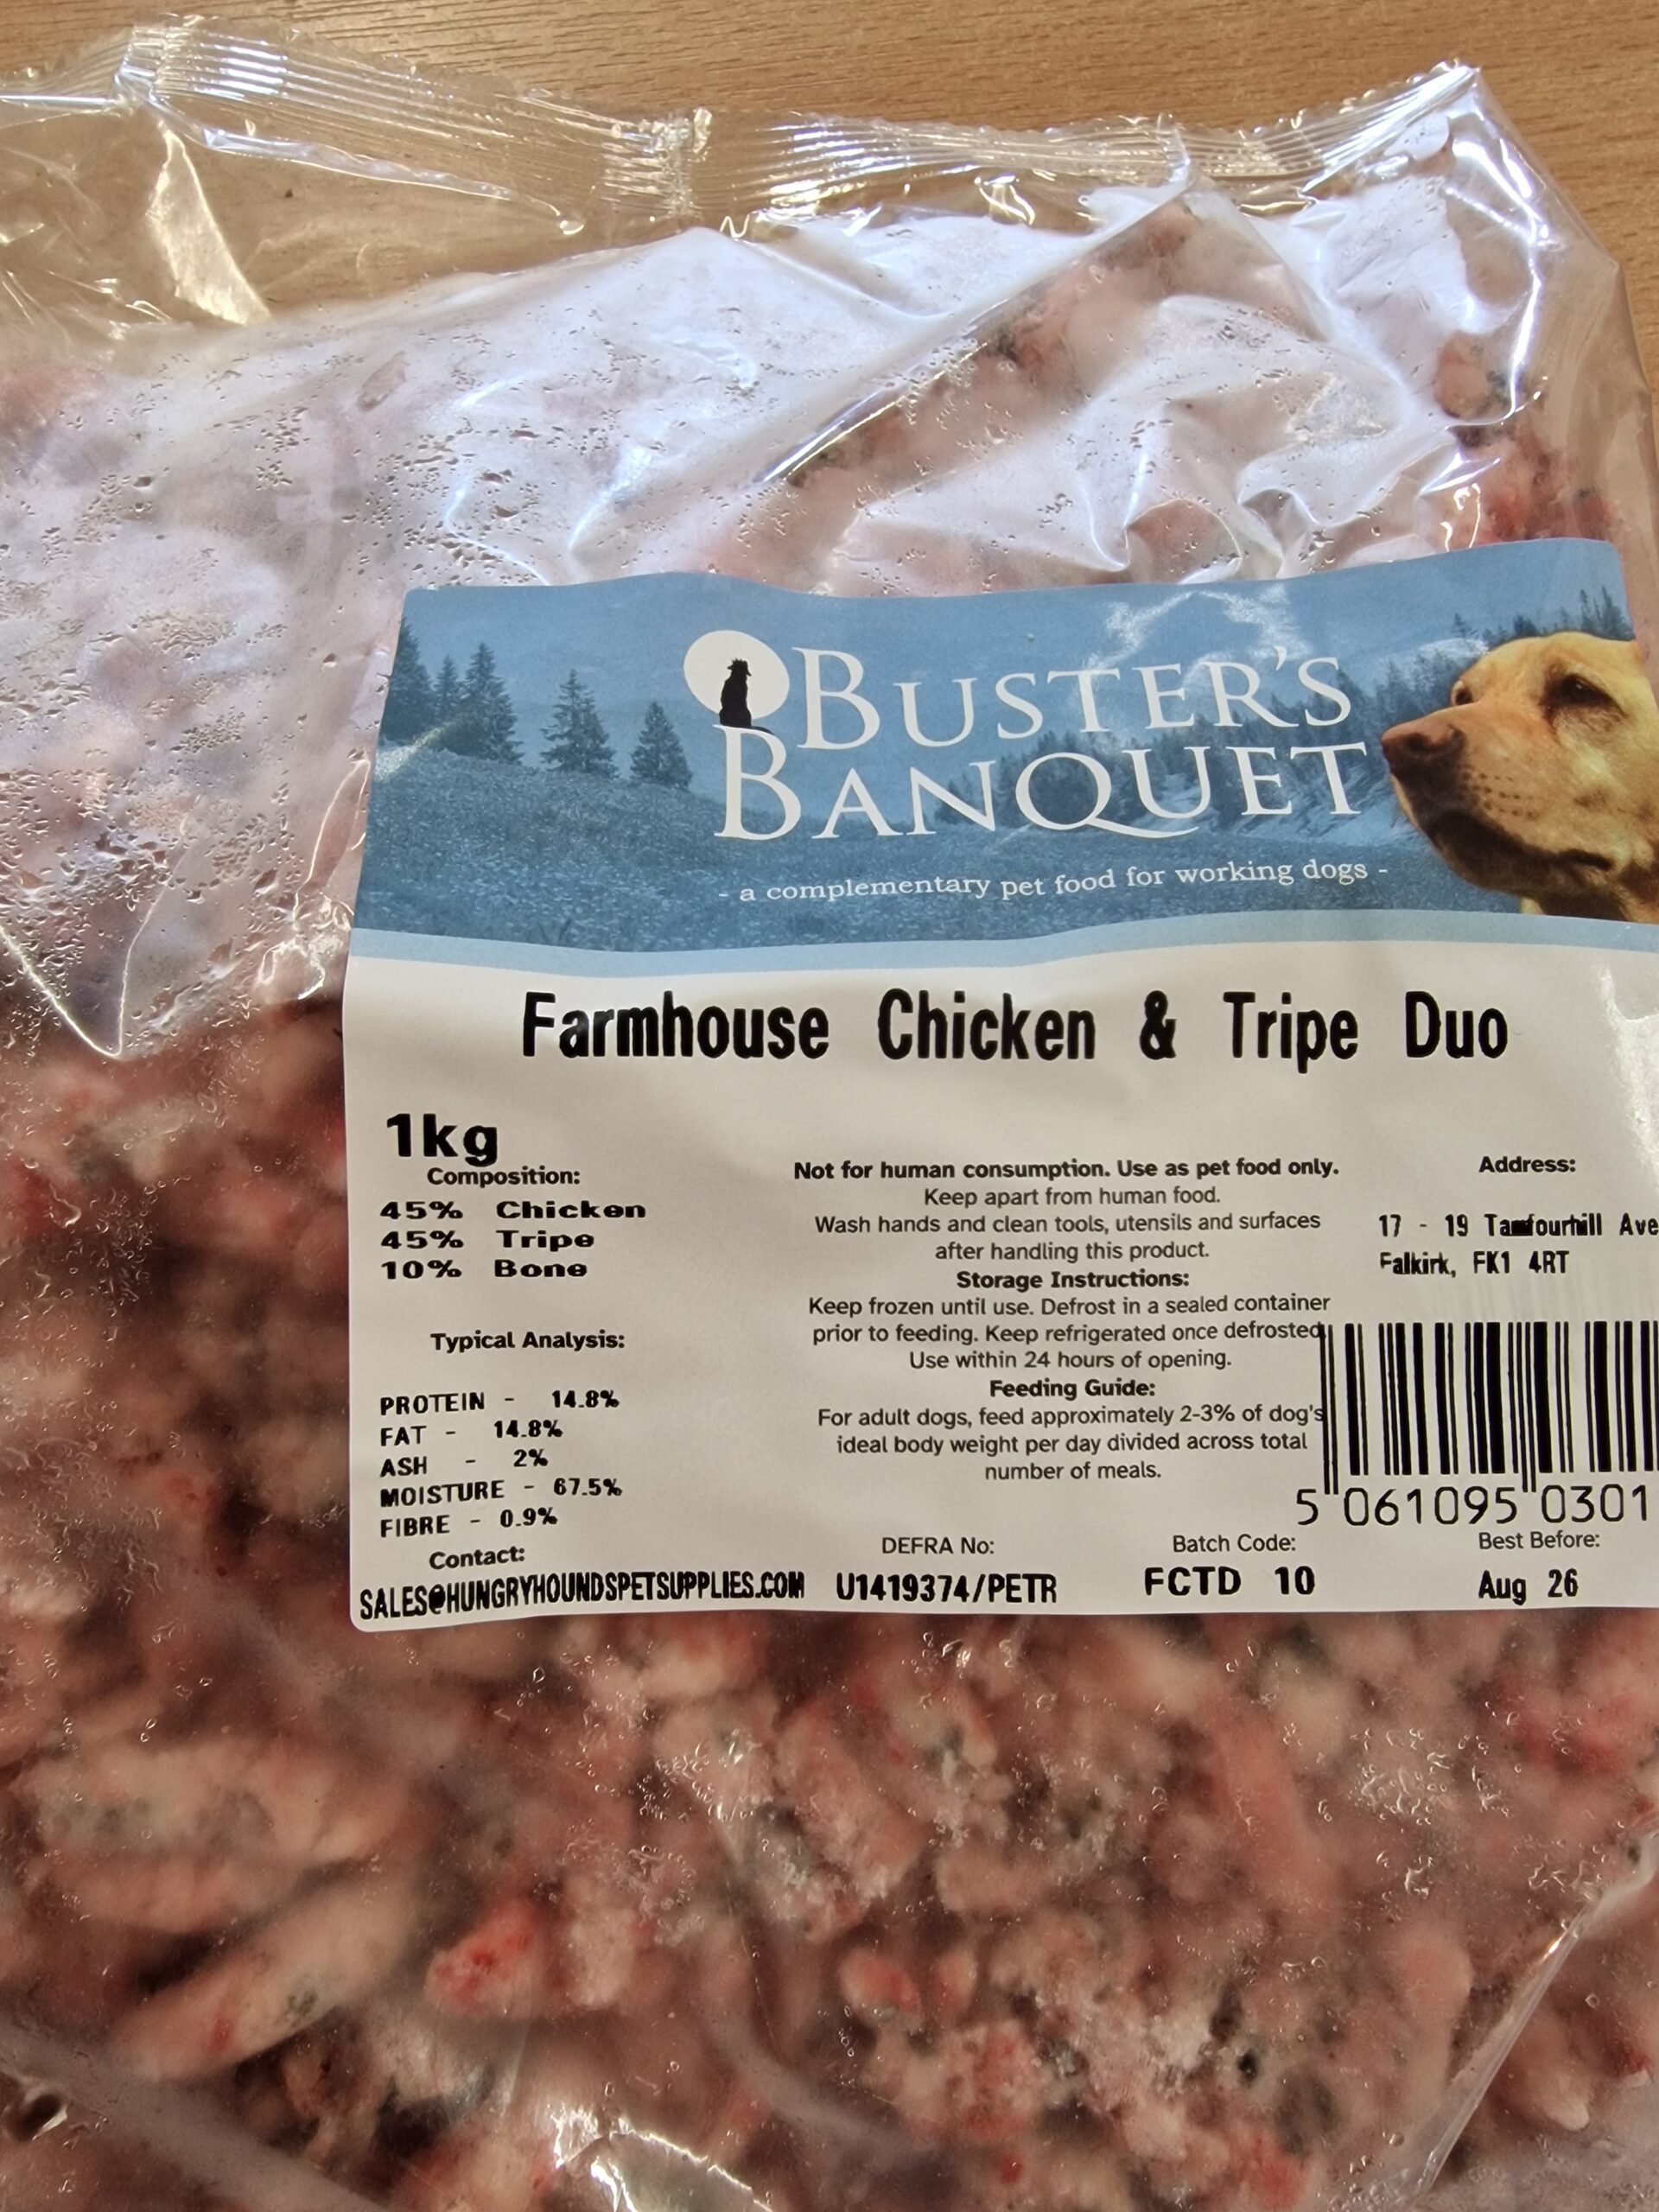 BUSTER'S
BANQUET
- a complementary pet food for working dogs -
Farmhouse Chicken & Tripe Duo
1kg
Composition:
45% Chicken
45% Tripe
10% Bone
Typical Analysis:
PROTEIN - 14.8%
FAT - 14.8%
ASH - 2%
MOISTURE - 67.5%
FIBRE - 0.9%
Contact:
SALES@HUNGRYHOUNDSPETSUPPLIES.COM
Not for human consumption. Use as pet food only.
Keep apart from human food.
Wash hands and clean tools, utensils and surfaces
after handling this product.
Storage Instructions:
Keep frozen until use. Defrost in a sealed container
prior to feeding. Keep refrigerated once defrosted
Use within 24 hours of opening.
Feeding Guide:
For adult dogs, feed approximately 2-3% of dog's
ideal body weight per day divided across total
number of meals.
DEFRA No:
U1419374/PETR
Batch Code:
FCTD 10
Address:
17 - 19 Tamfourhill Ave
Falkirk, FK1 4RT
5 061095 0301
Best Before:
Aug 26